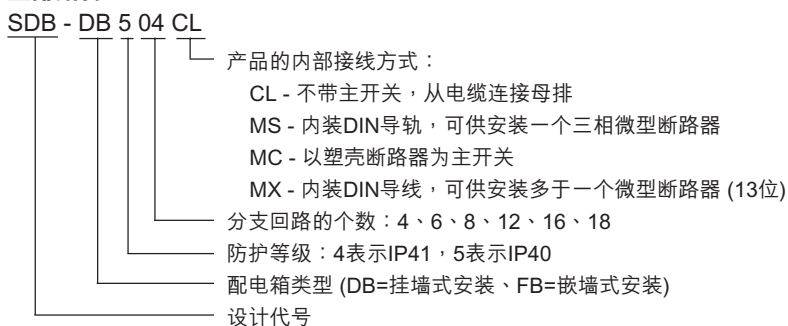 SDB - DB 5 04 CL
产品的内部接线方式：
CL - 不带主开关，从电缆连接母排
MS - 内装DIN导轨，可供安装一个三相微型断路器
MC - 以塑壳断路器为主开关
MX - 内装DIN导线，可供安装多于一个微型断路器 (13位)
分支回路的个数：4、6、8、12、16、18
防护等级：4表示IP41，5表示IP40
配电箱类型 (DB=挂墙式安装、FB=嵌墙式安装)
设计代号